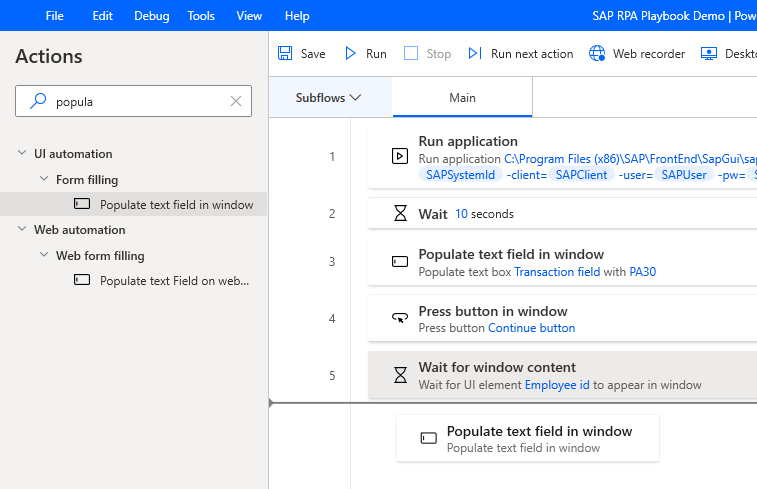 File Edit Debug Tools View Help SAP RPA Playbook Demo | Pow
Actions
Save Run Stop Run next action Web recorder Deskto
popula
Subflows Main
UI automation
Form filling
Populate text field in window
Web automation
Web form filling
Populate text Field on web...
1 Run application
Run application C:\Program Files (x86)\SAP\FrontEnd\SapGui\sap
SAPSystemId -client= SAPClient -user= SAPUser -pw= S
2 Wait 10 seconds
3 Populate text field in window
Populate text box Transaction field with PA30
4 Press button in window
Press button Continue button
5 Wait for window content
Wait for UI element Employee id to appear in window
Populate text field in window
Populate text field in window